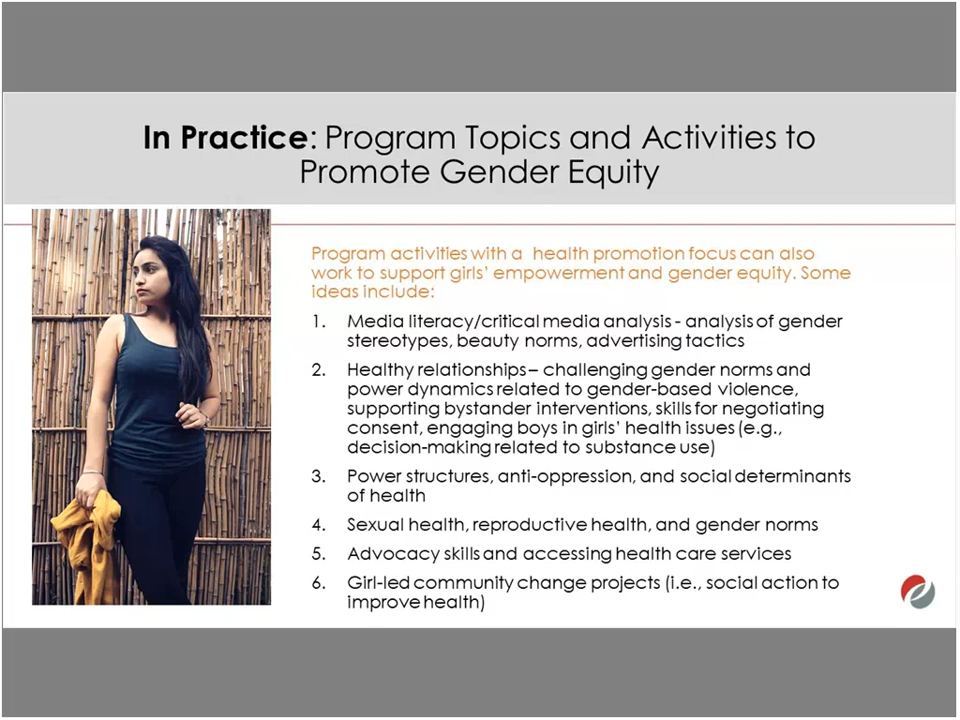 In Practice: Program Topics and Activities to
Promote Gender Equity
Program activities with a health promotion focus can also
work to support girls’ empowerment and gender equity. Some
ideas include:
1. Media literacy/critical media analysis - analysis of gender
stereotypes, beauty norms, advertising tactics
2. Healthy relationships – challenging gender norms and
power dynamics related to gender-based violence,
supporting bystander interventions, skills for negotiating
consent, engaging boys in girls’ health issues (e.g.,
decision-making related to substance use)
3. Power structures, anti-oppression, and social determinants
of health
4. Sexual health, reproductive health, and gender norms
5. Advocacy skills and accessing health care services
6. Girl-led community change projects (i.e., social action to
improve health)